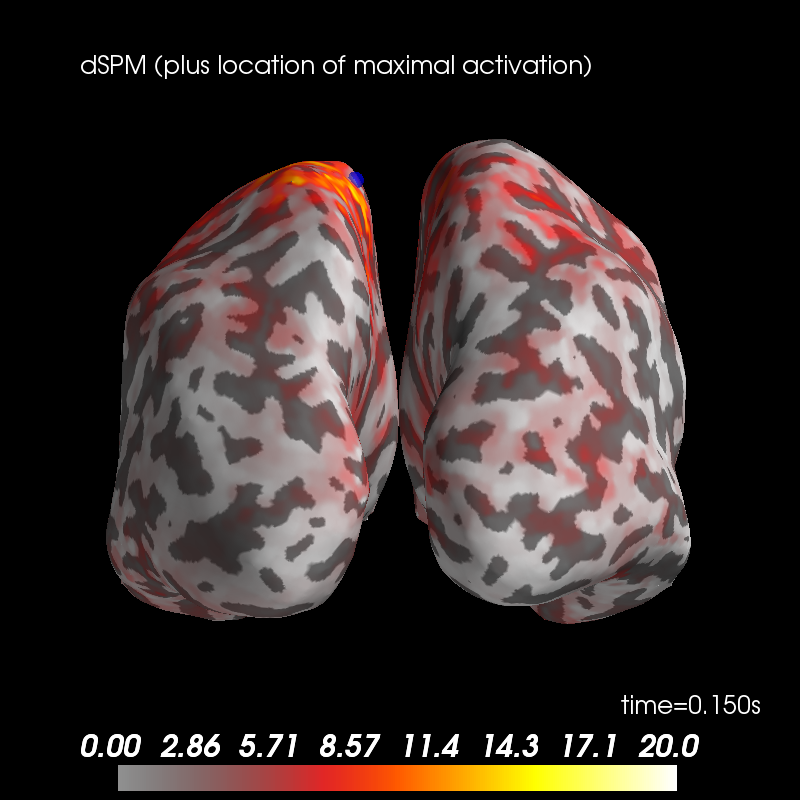 dSPM (plus location of maximal activation)
time=0.150s
0.00 2.86 5.71 8.57 11.4 14.3 17.1 20.0